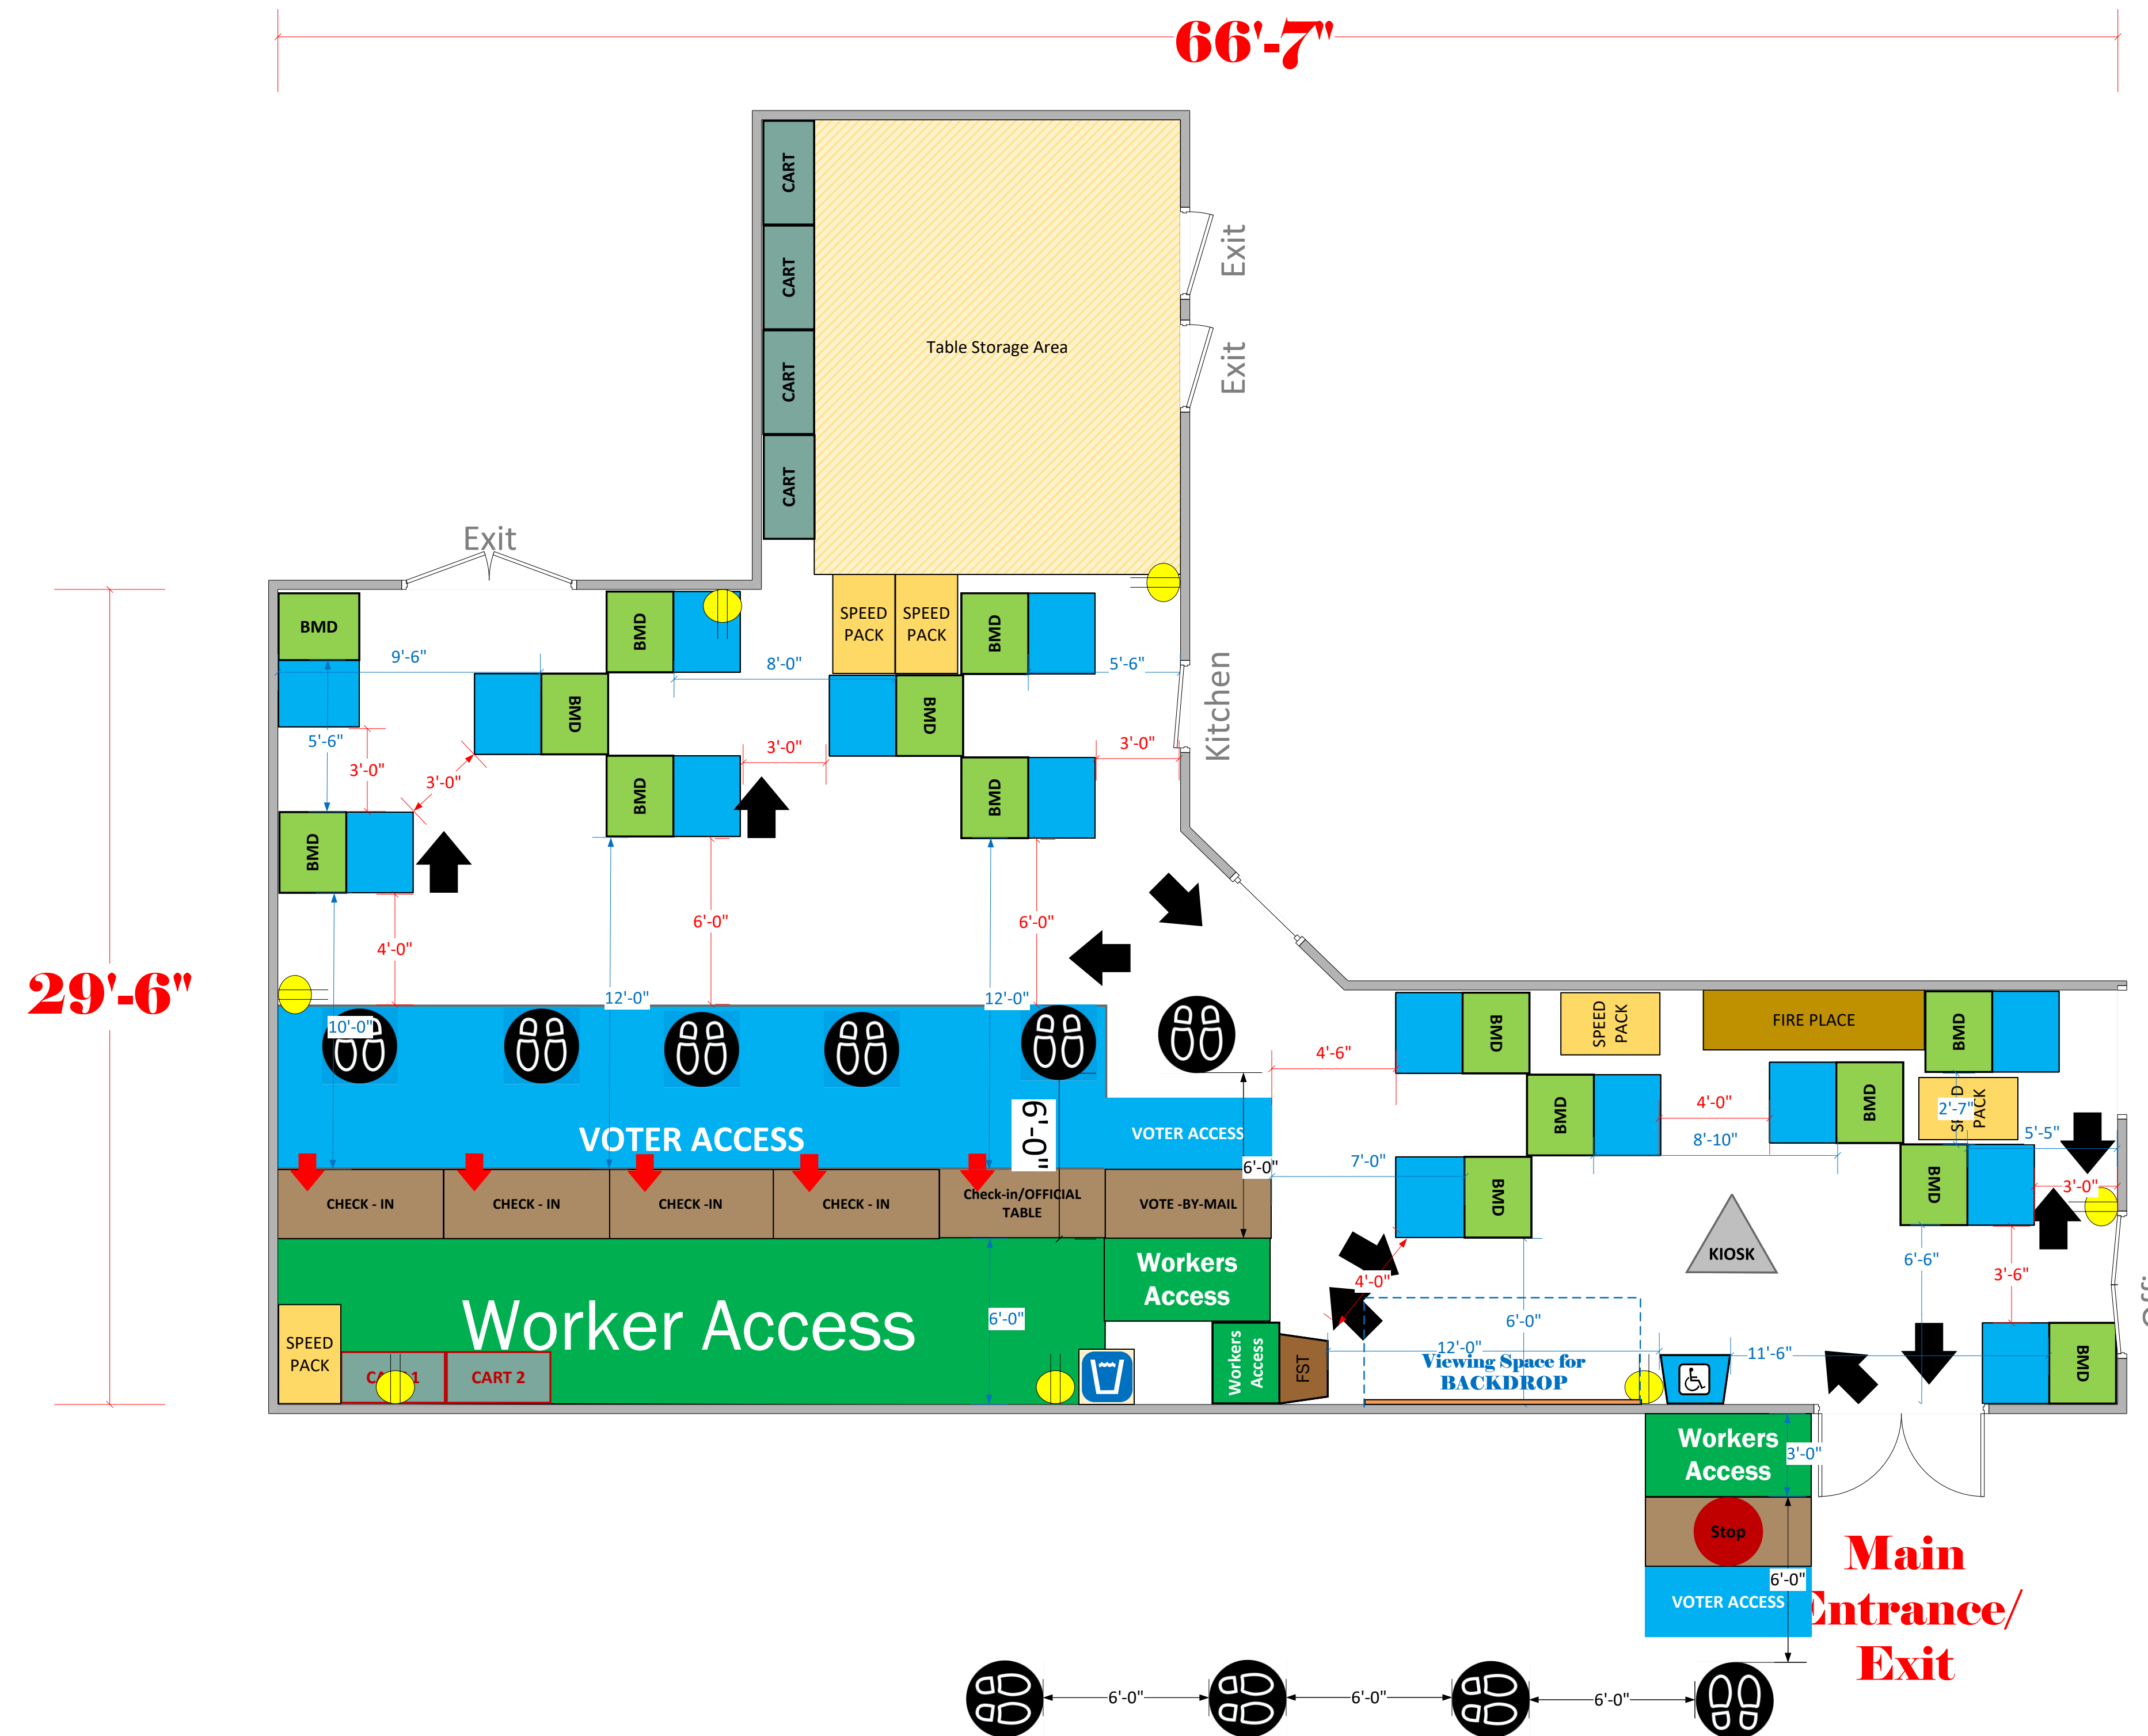 66'-7"
CART
CART
CART
CART
Table Storage Area
Exit
Exit
Exit
SPEED
PACK
SPEED
PACK
BMD
BMD
BMD
9'-6"
8'-0"
5'-6"
Kitchen
BMD
BMD
5'-6"
3'-0"
3'-0"
3'-0"
3'-0"
BMD
BMD
BMD
4'-0"
6'-0"
6'-0"
29'-6"
10'-0"
12'-0"
12'-0"
VOTER ACCESS
6'-0"
VOTER ACCESS
6'-0"
4'-6"
7'-0"
BMD
SPEED
PACK
FIRE PLACE
BMD
BMD
4'-0"
8'-10"
BMD
PACK
2'-7"
5'-5"
BMD
BMD
3'-0"
CHECK - IN
CHECK - IN
CHECK -IN
CHECK - IN
Check-in/OFFICIAL
TABLE
VOTE -BY-MAIL
KIOSK
6'-6"
3'-6"
Worker Access
6'-0"
Workers
Access
4'-0"
6'-0"
12'-0"
11'-6"
SPEED
PACK
CART 2
Workers
Access
FST
Viewing Space for
BACKDROP
BMD
Workers
Access
3'-0"
Stop
6'-0"
VOTER ACCESS
Main
Entrance/
Exit
6'-0"
6'-0"
6'-0"